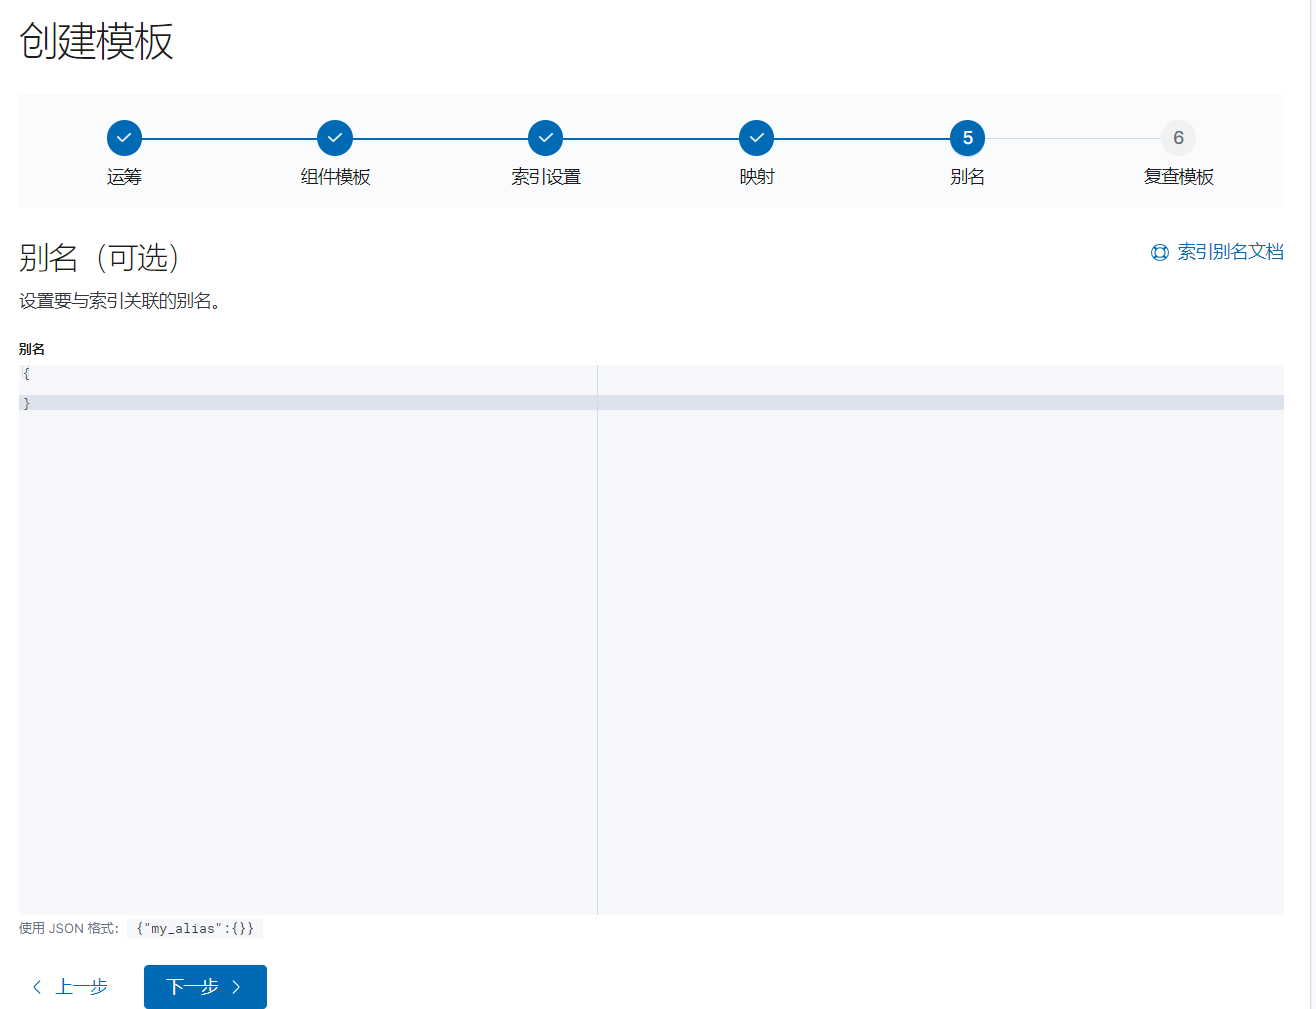 创建模板
运筹
组件模板
索引设置
映射
5
别名
6
复查模板
别名（可选）
索引别名文档
设置要与索引关联的别名。
别名
{
}
使用 JSON 格式： {"my_alias":{}}
上一步
下一步